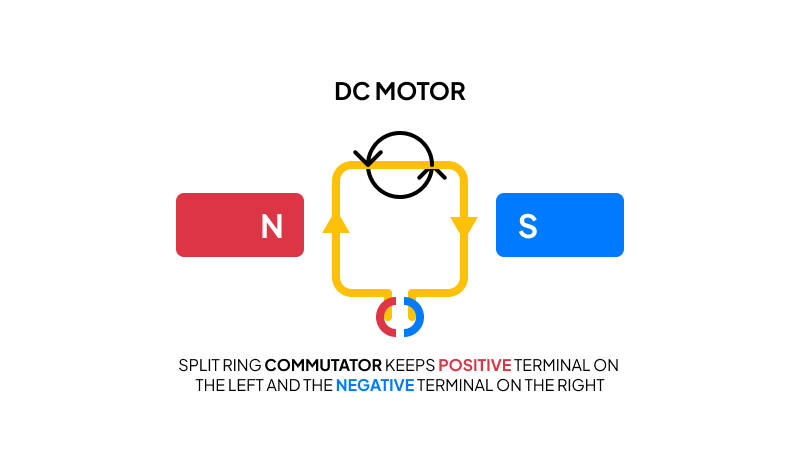 DC MOTOR
N
S
SPLIT RING COMMUTATOR KEEPS POSITIVE TERMINAL ON
THE LEFT AND THE NEGATIVE TERMINAL ON THE RIGHT